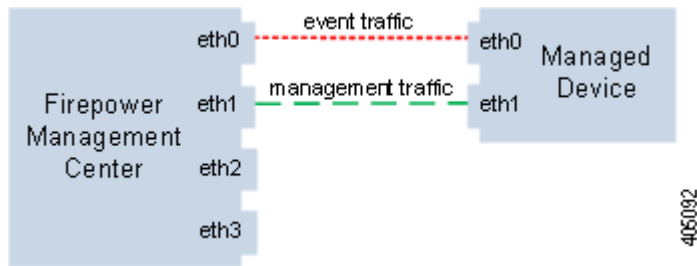 event traffic
eth0
eth0
Managed
Device
management traffic
eth1
eth1
Firepower
Management
Center
eth2
eth3
405092